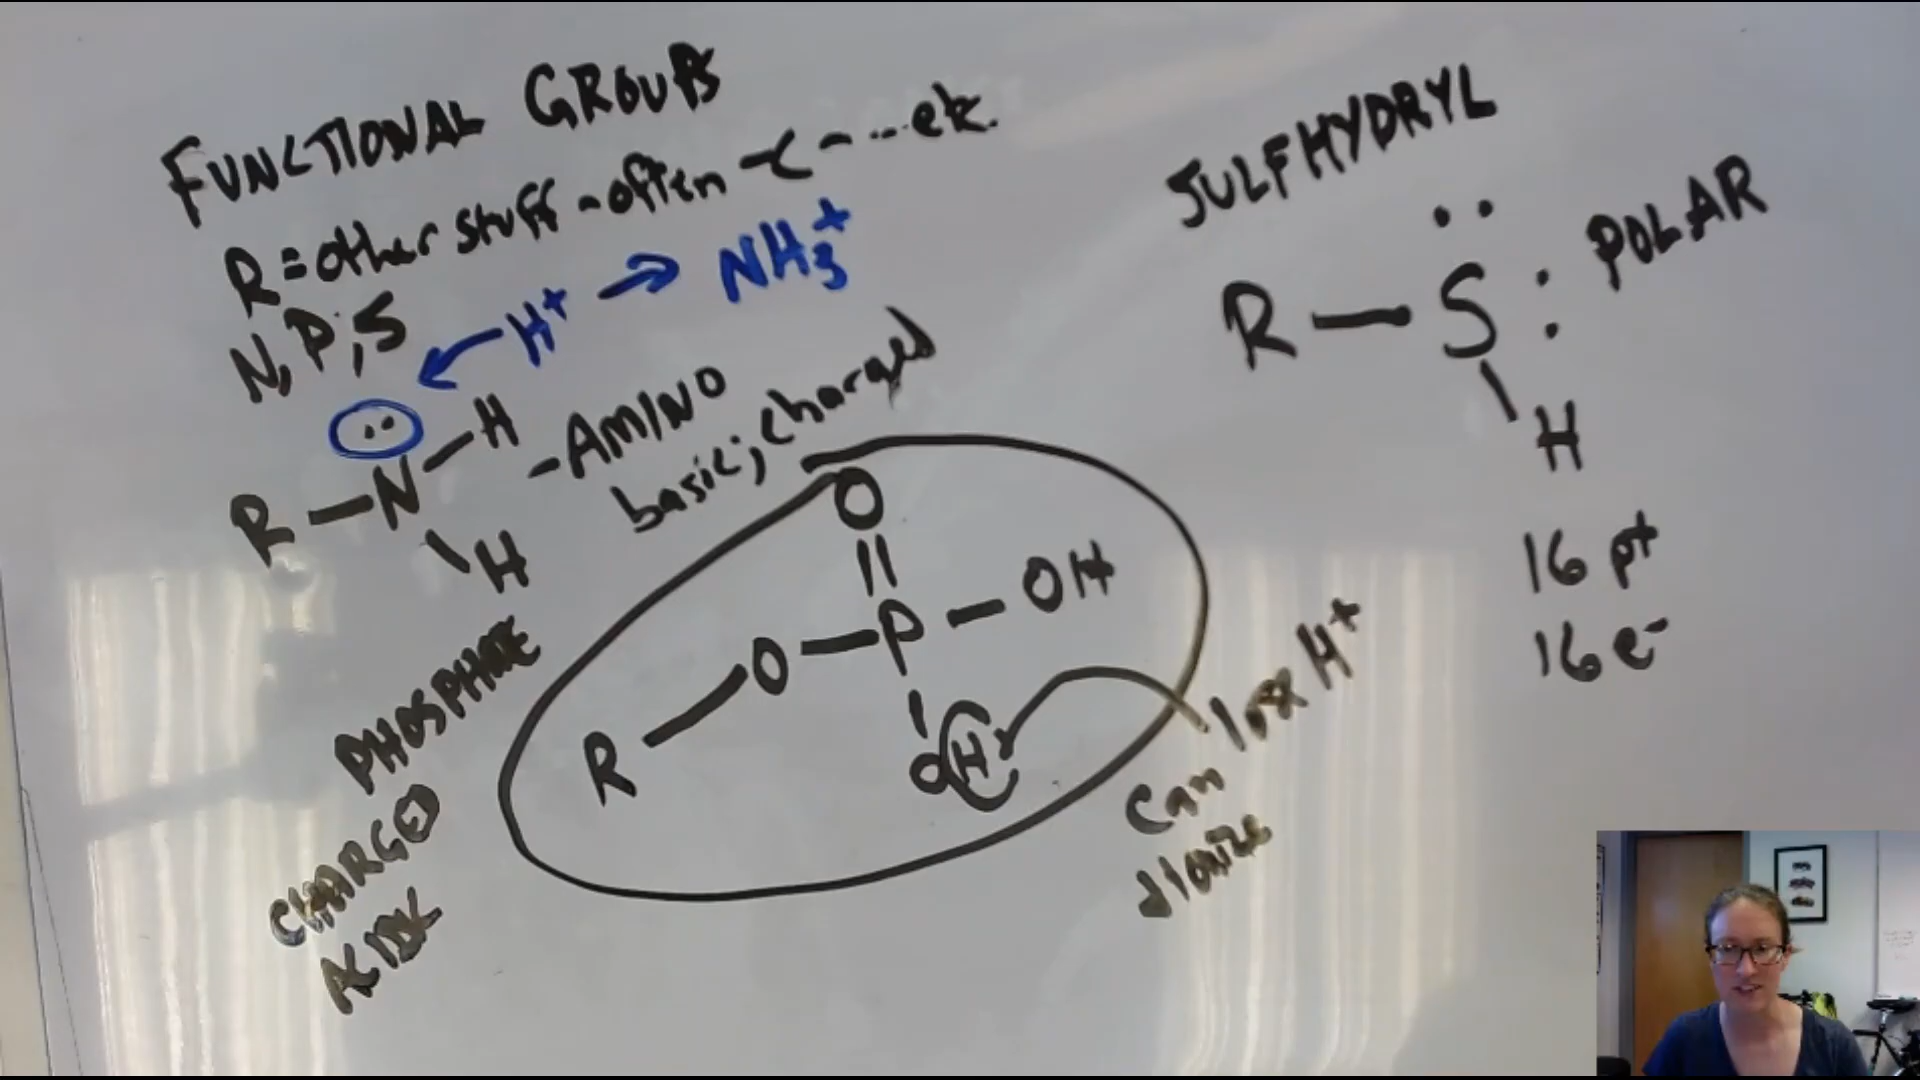 FUNCTIONAL GROUPS
R = other stuff - often -C-...etc.
N, P, S
H+ → NH3+
R-N-H
H
-AMINO
basic; charged
PHOSPHATE
CHARGED
ACIDIC
O
R-O-P-OH
OH
can lose H+
ionize
SULFHYDRYL
R-S:
H
POLAR
16 p+
16 e-